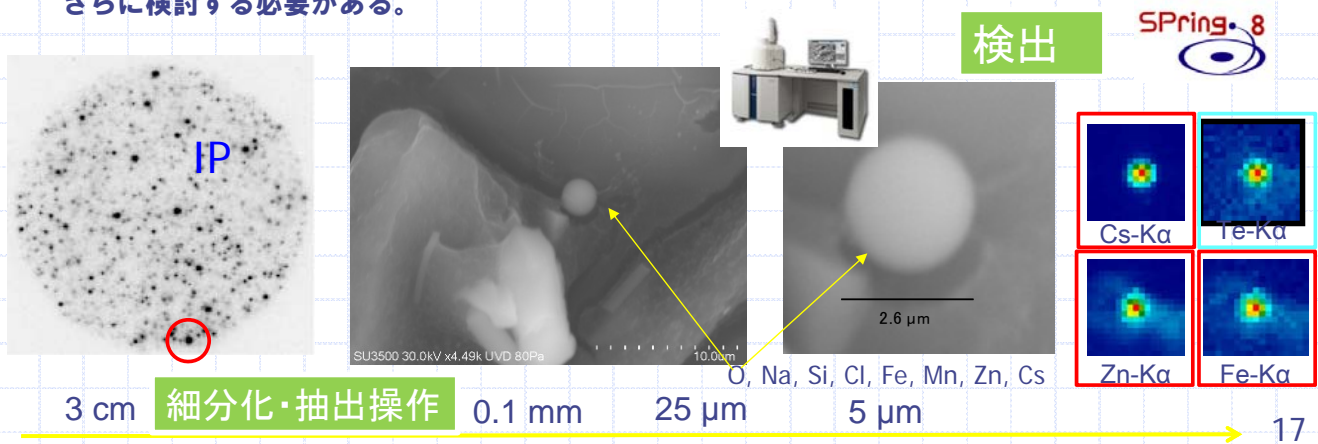 さらに検討する必要がある。
検出
SPring-8
IP
SU3500 30.0kV x4.49k UVD 80Pa
10.0um
2.6 μm
Cs-Kα
Te-Kα
Zn-Kα
Fe-Kα
O, Na, Si, Cl, Fe, Mn, Zn, Cs
3 cm
細分化・抽出操作
0.1 mm
25 μm
5 μm
17